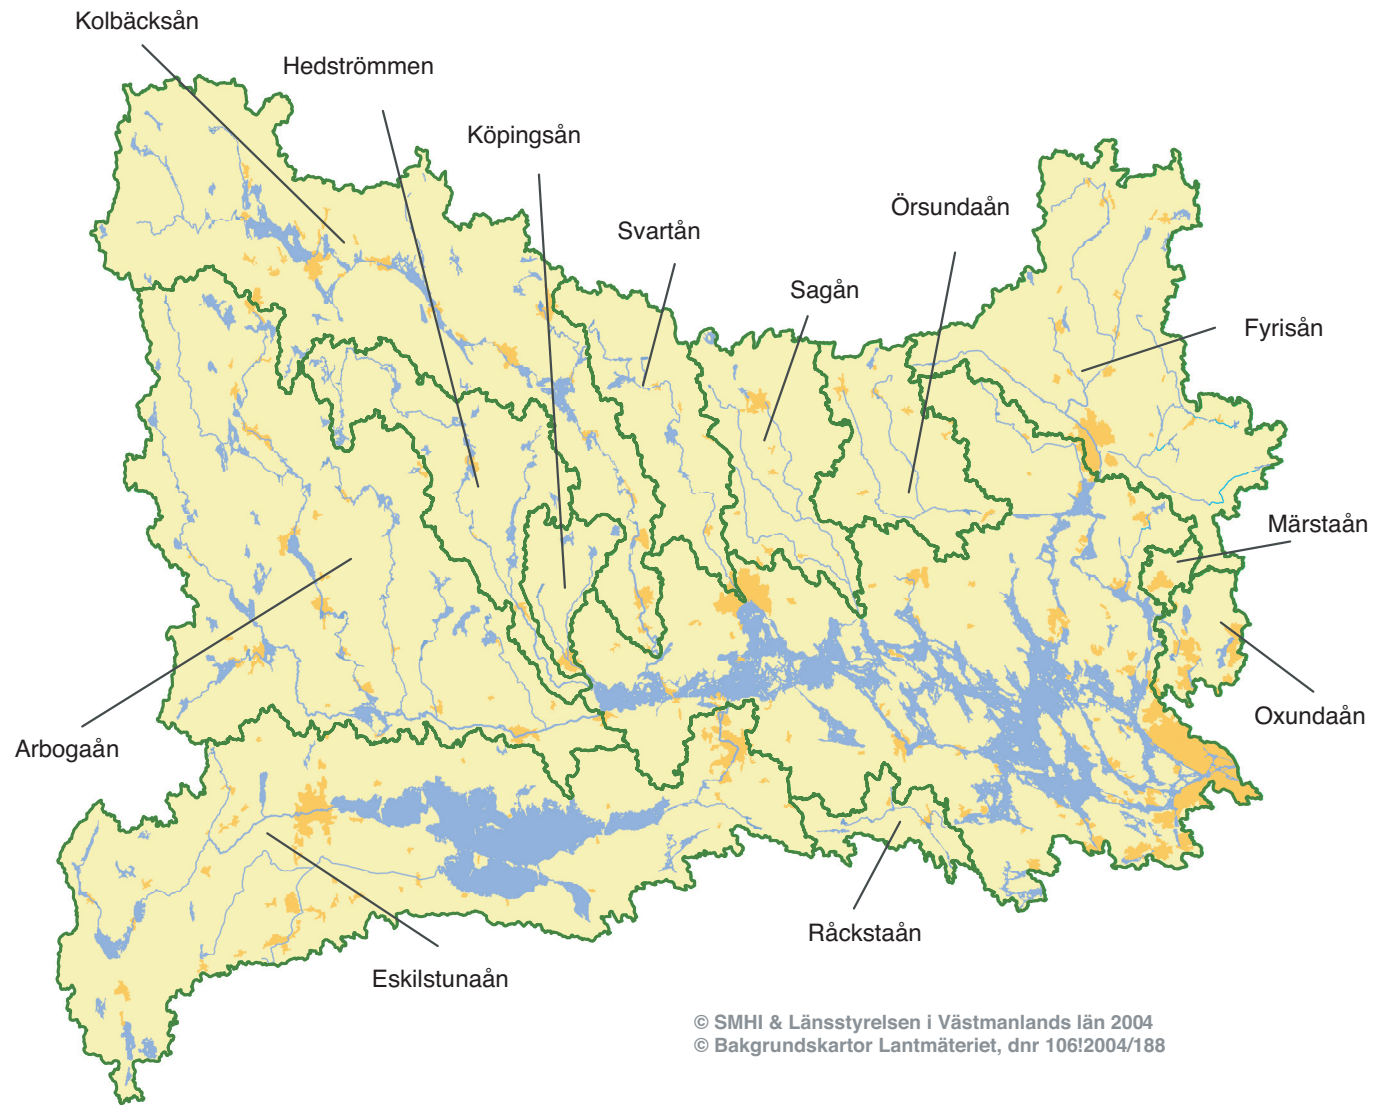 Kolbäcksån
Hedströmmen
Köpingsån
Svartån
Örsundaån
Sagån
Fyrisån
Märstaån
Oxundaån
Arbogaån
Råckstaån
Eskilstunaån
© SMHI & Länsstyrelsen i Västmanlands län 2004
© Bakgrundskartor Lantmäteriet, dnr 106!2004/188